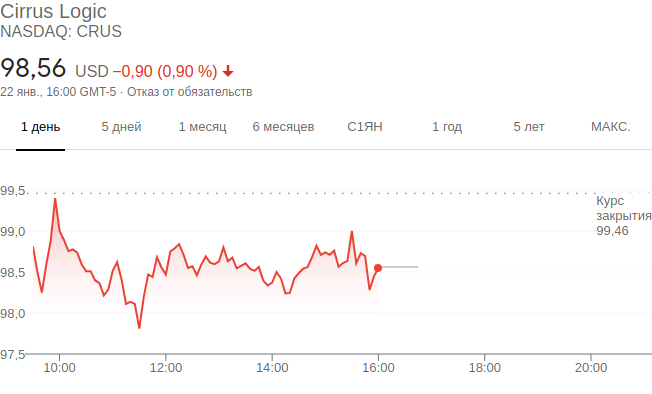 Cirrus Logic
NASDAQ: CRUS
98,56 USD −0,90 (0,90 %)
22 янв., 16:00 GMT-5 · Отказ от обязательств
1 день 5 дней 1 месяц 6 месяцев С1ЯН 1 год 5 лет МАКС.
99,5
Курс
закрытия
99,0
99,46
98,5
98,0
97,5
10:00 12:00 14:00 16:00 18:00 20:00